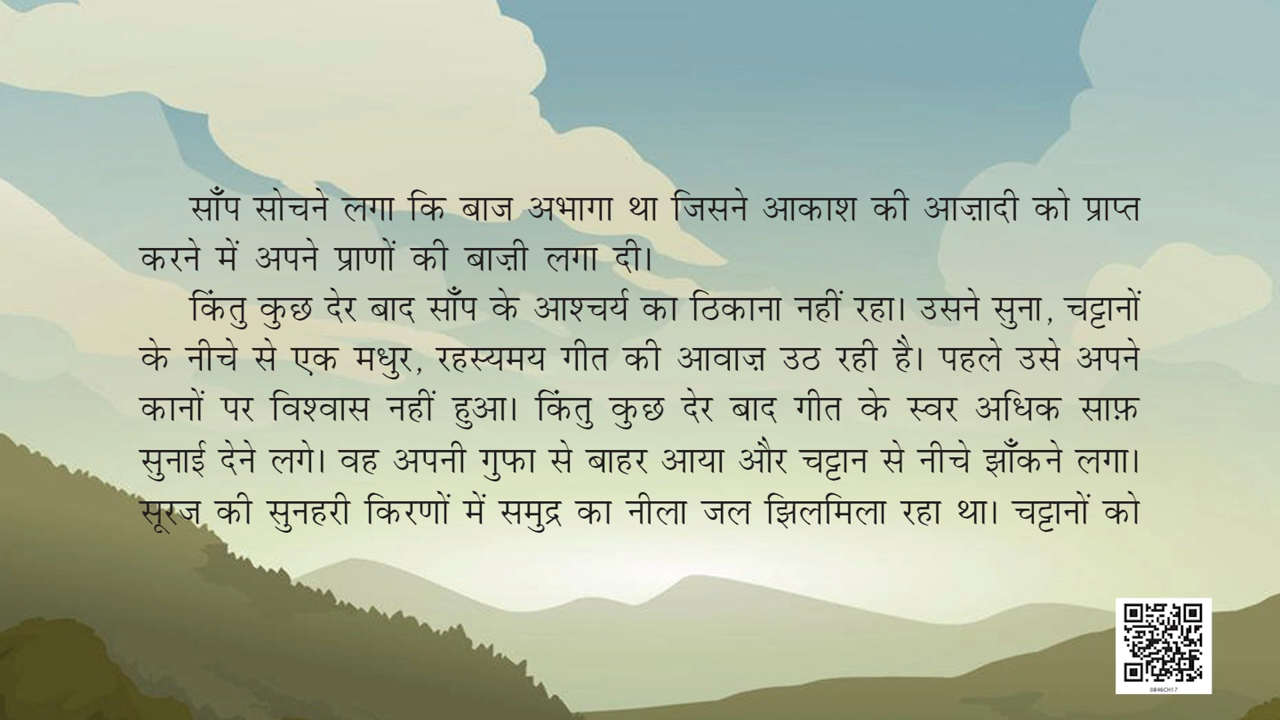 साँप सोचने लगा कि बाज अभागा था जिसने आकाश की आज़ादी को प्राप्त
करने में अपने प्राणों की बाज़ी लगा दी।
किंतु कुछ देर बाद साँप के आश्चर्य का ठिकाना नहीं रहा। उसने सुना, चट्टानों
के नीचे से एक मधुर, रहस्यमय गीत की आवाज़ उठ रही है। पहले उसे अपने
कानों पर विश्वास नहीं हुआ। किंतु कुछ देर बाद गीत के स्वर अधिक साफ़
सुनाई देने लगे। वह अपनी गुफा से बाहर आया और चट्टान से नीचे झाँकने लगा।
सूरज की सुनहरी किरणों में समुद्र का नीला जल झिलमिला रहा था। चट्टानों को
0846CH17